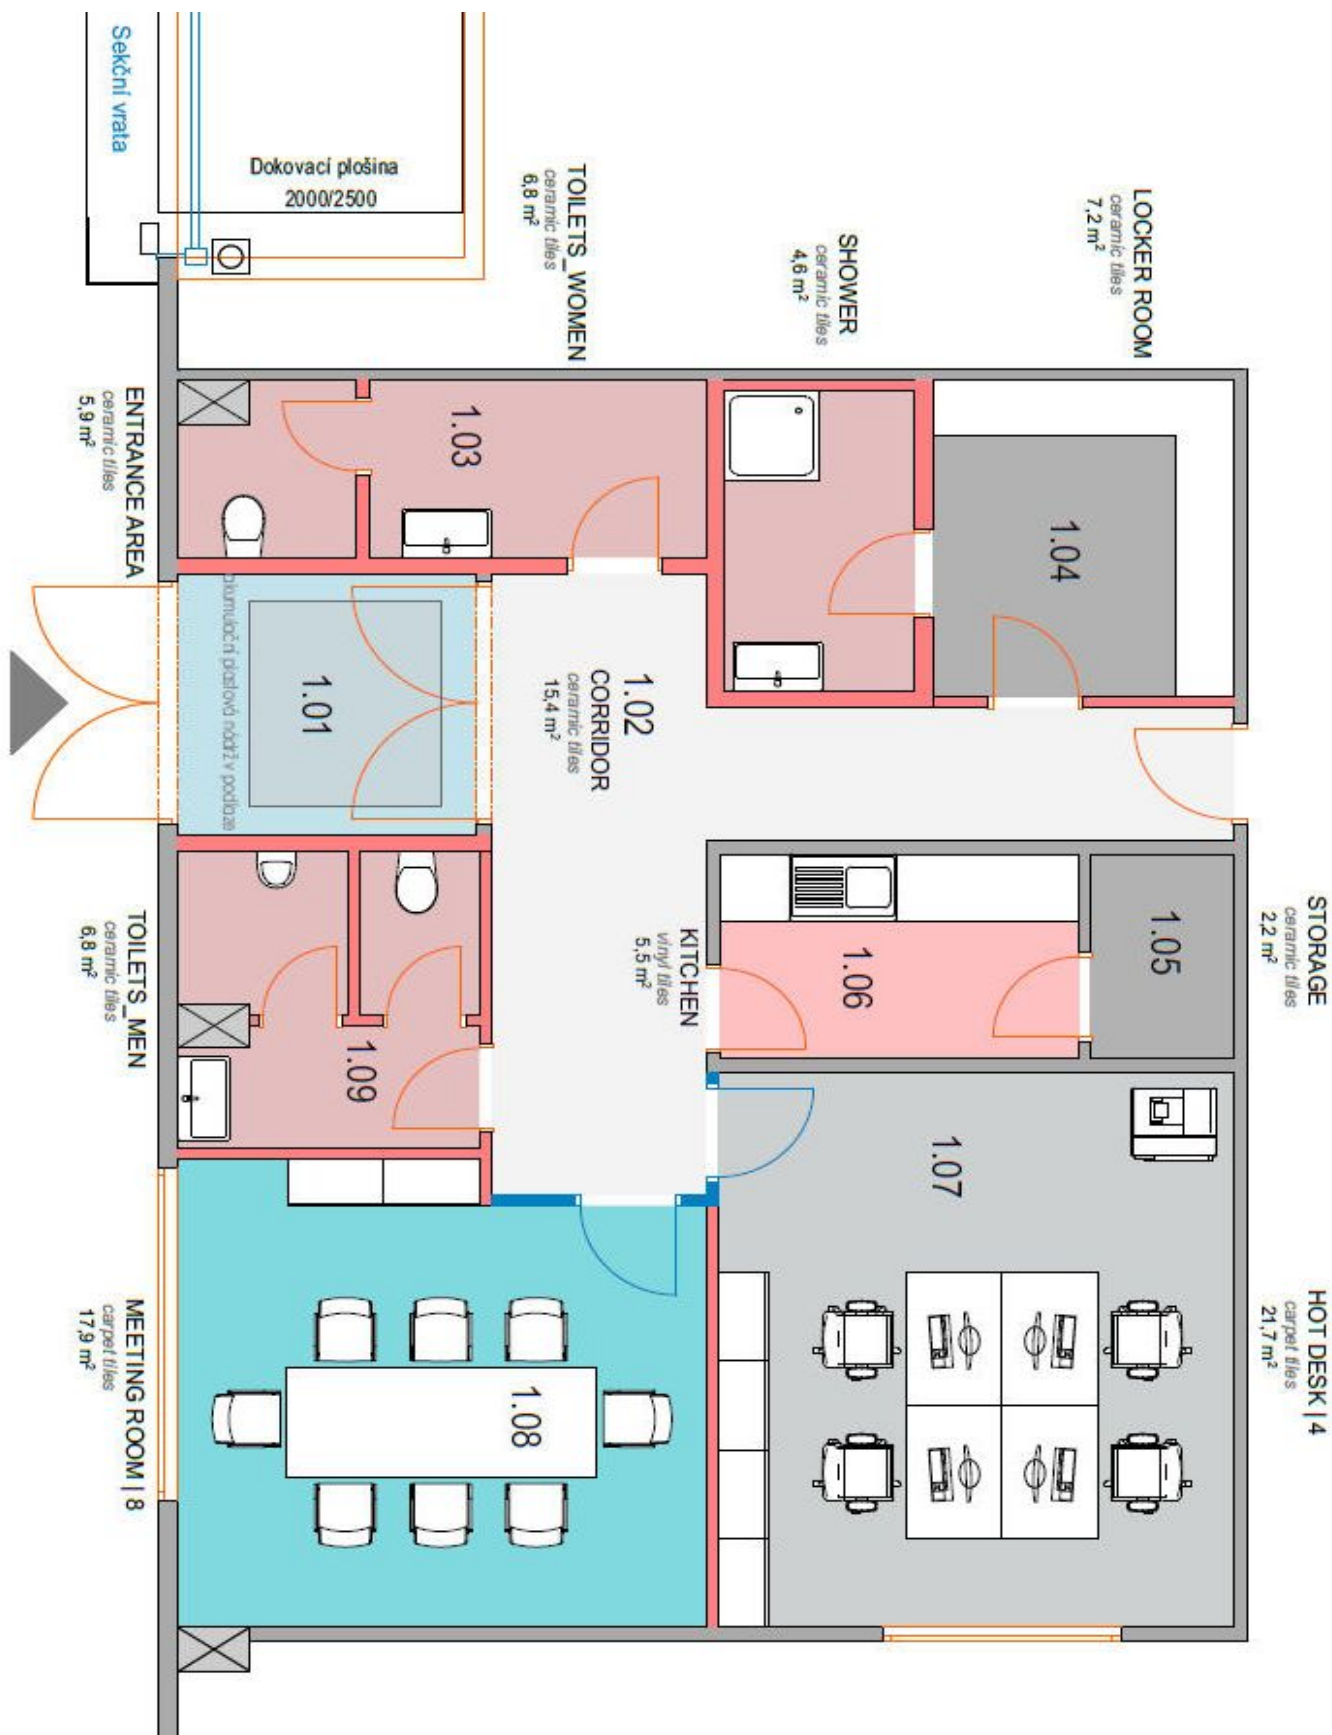 Sekční vrata
Dokovací plošina
2000/2500
TOILETS_WOMEN
ceramic tiles
6,8 m²
SHOWER
ceramic tiles
4,6 m²
LOCKER ROOM
ceramic tiles
7,2 m²
ENTRANCE AREA
ceramic tiles
5,9 m²
1.03
1.04
akumulační plastová nádrž v podlaze
1.01
1.02
CORRIDOR
ceramic tiles
15,4 m²
TOILETS_MEN
ceramic tiles
6,8 m²
1.09
KITCHEN
vinyl tiles
5,5 m²
1.06
1.05
STORAGE
ceramic tiles
2,2 m²
1.07
HOT DESK | 4
carpet tiles
21,7 m²
MEETING ROOM | 8
carpet tiles
17,9 m²
1.08